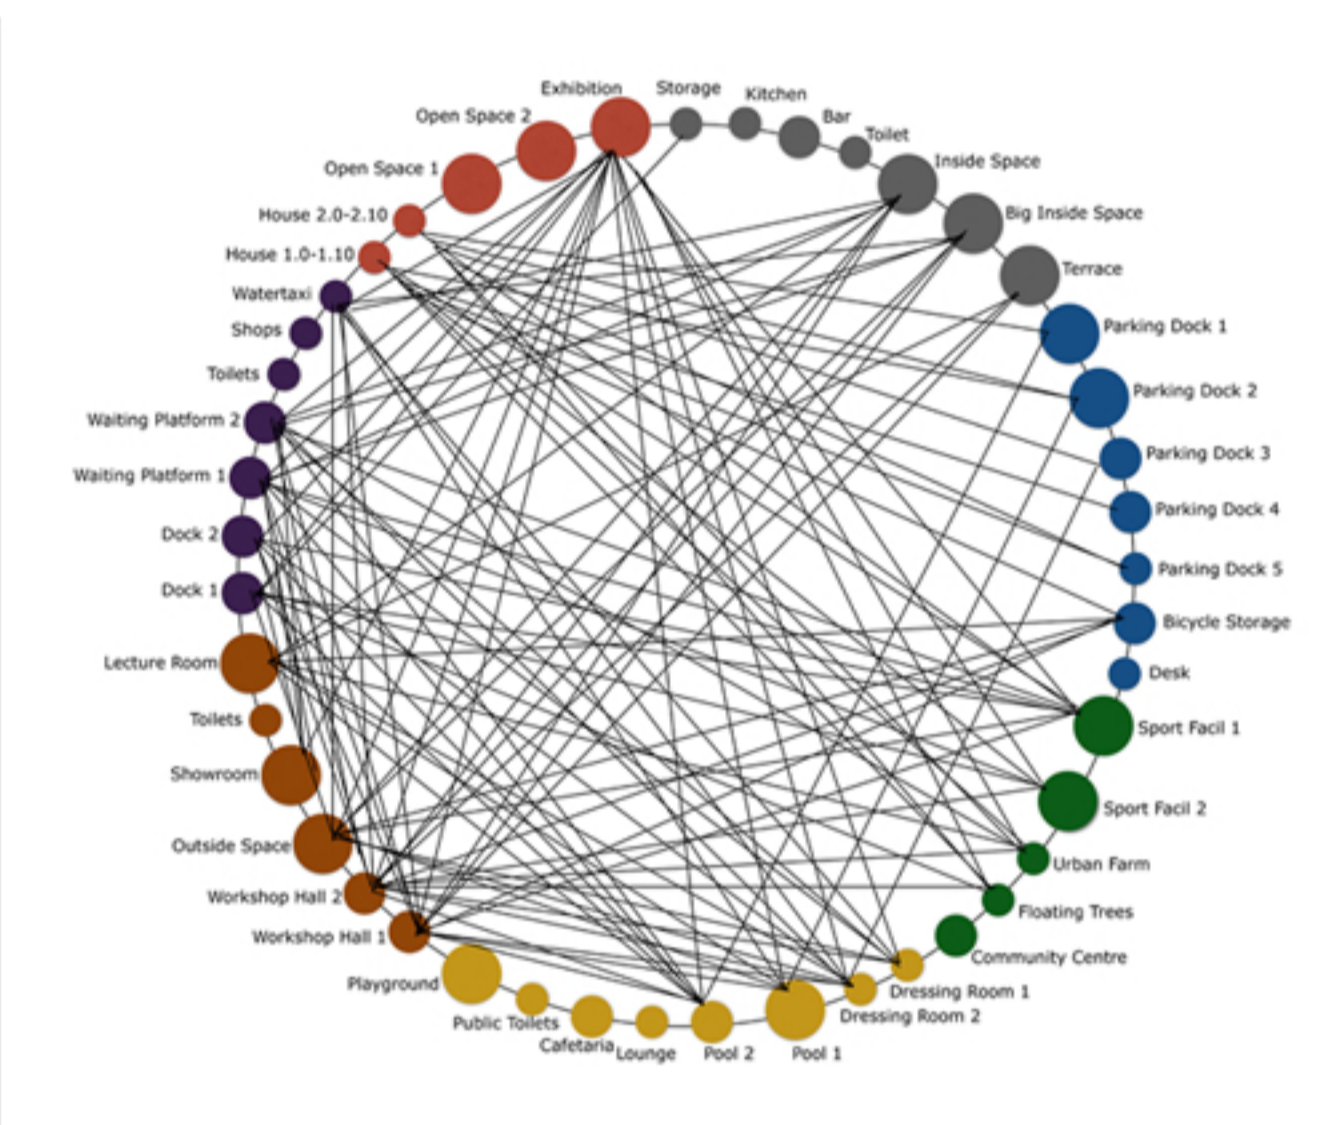 Exhibition
Storage
Kitchen
Bar
Toilet
Inside Space
Big Inside Space
Terrace
Parking Dock 1
Parking Dock 2
Parking Dock 3
Parking Dock 4
Parking Dock 5
Bicycle Storage
Desk
Sport Facil 1
Sport Facil 2
Urban Farm
Floating Trees
Community Centre
Dressing Room 1
Dressing Room 2
Pool 1
Pool 2
Lounge
Cafetaria
Public Toilets
Playground
Workshop Hall 1
Workshop Hall 2
Outside Space
Showroom
Toilets
Lecture Room
Dock 1
Dock 2
Waiting Platform 1
Waiting Platform 2
Toilets
Shops
Watertaxi
House 1.0-1.10
House 2.0-2.10
Open Space 1
Open Space 2